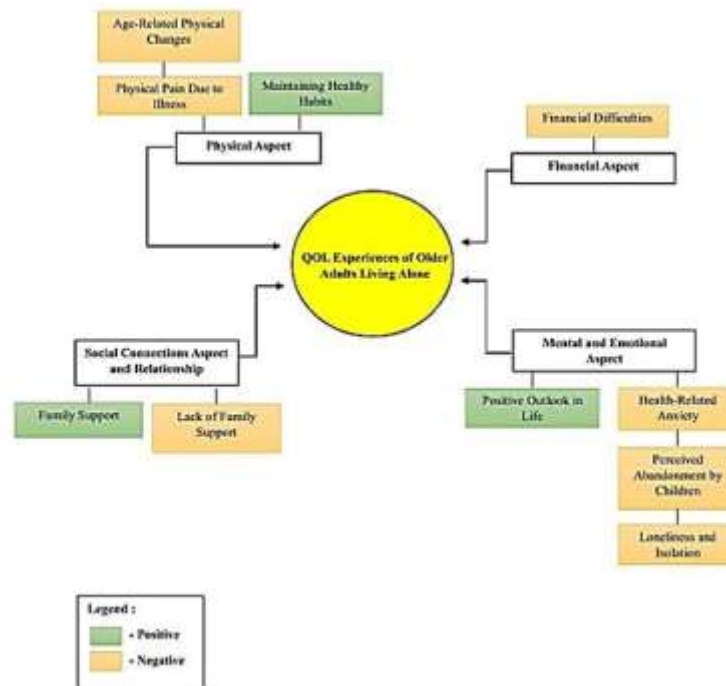 Age-Related Physical
Changes
Physical Pain Due to
Illness
Maintaining Healthy
Habits
Physical Aspect
Financial Difficulties
Financial Aspect
QOL Experiences of Older
Adults Living Alone
Social Connections Aspect
and Relationship
Family Support
Lack of Family
Support
Mental and Emotional
Aspect
Positive Outlook in
Life
Health-Related
Anxiety
Perceived
Abandonment by
Children
Loneliness and
Isolation
Legend :
- Positive
- Negative